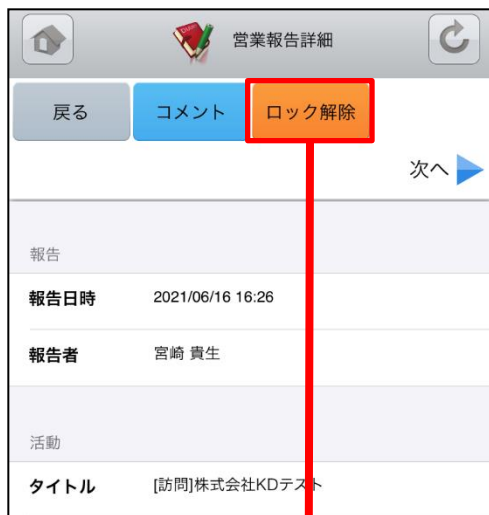 営業報告詳細
戻る
コメント
ロック解除
次へ
報告
報告日時 2021/06/16 16:26
報告者 宮崎 貴生
活動
タイトル [訪問]株式会社KDテスト